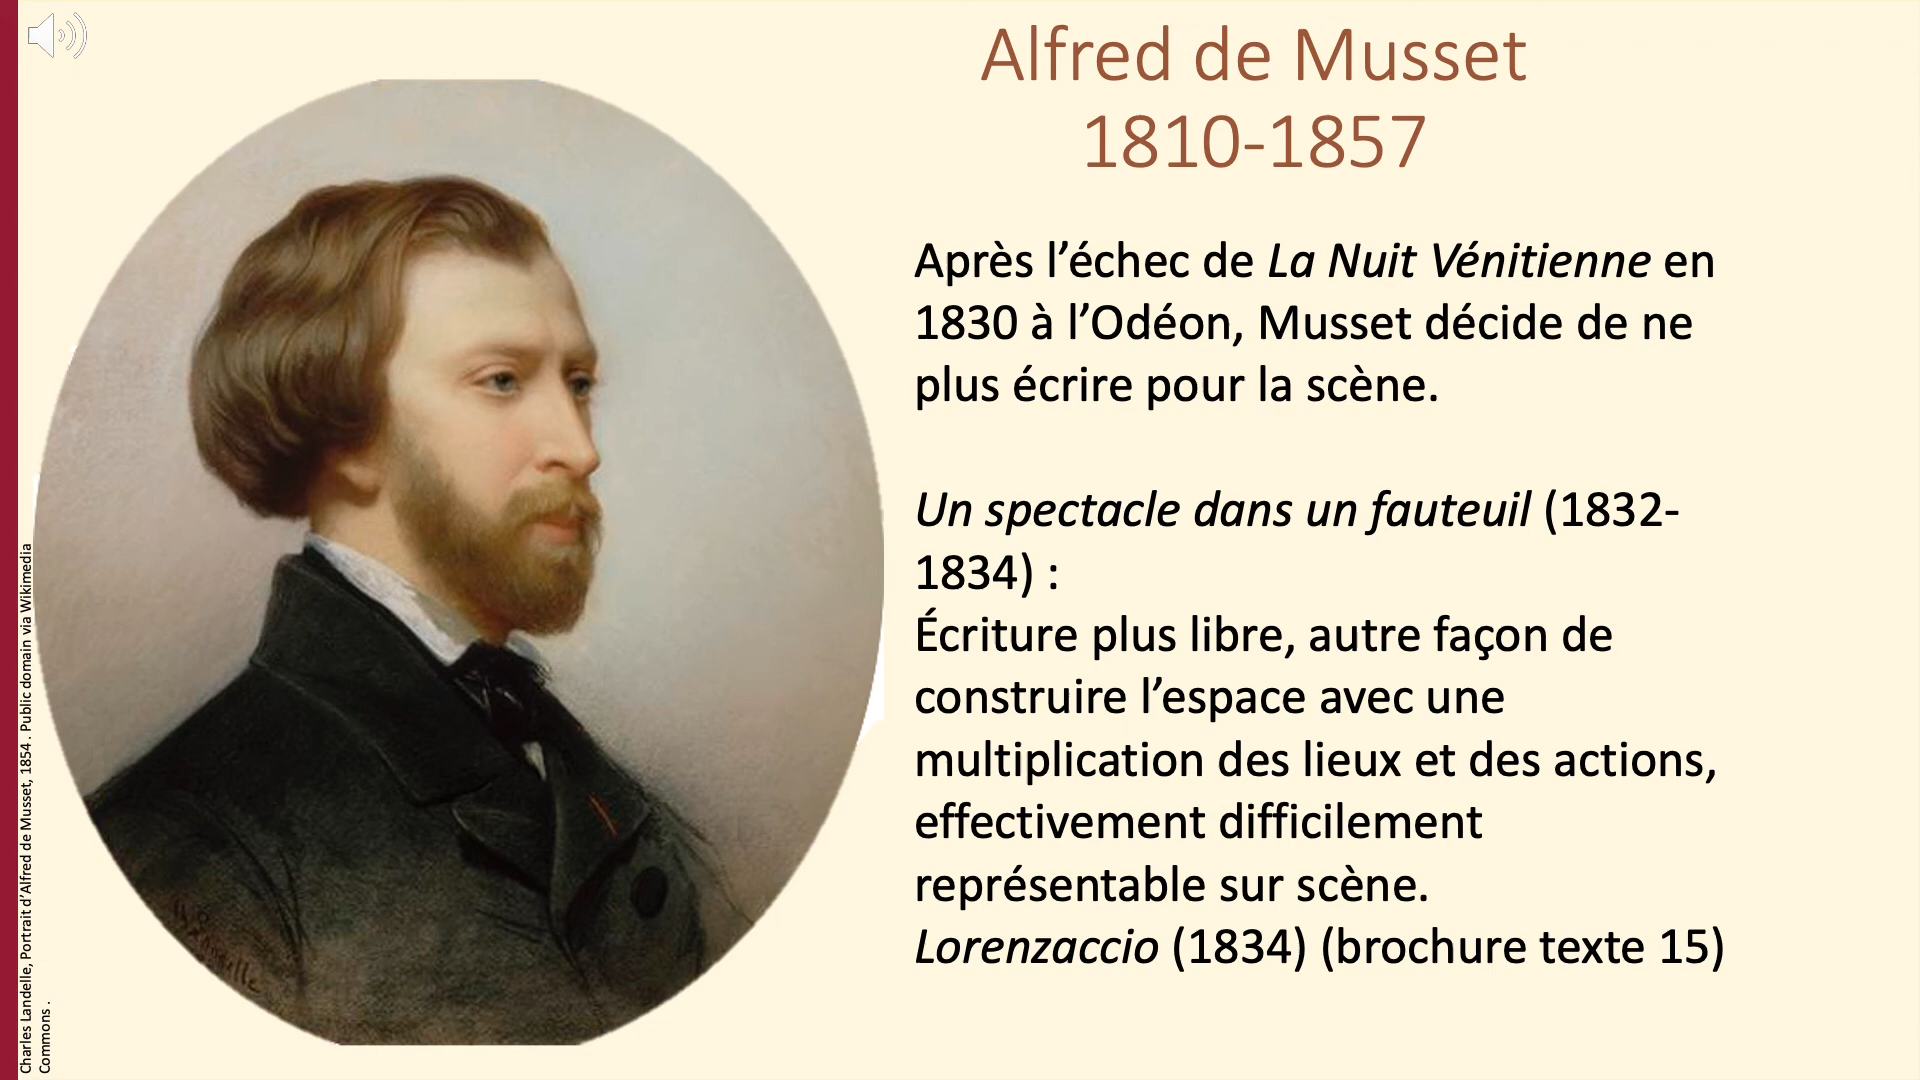 Alfred de Musset
1810-1857
Après l’échec de La Nuit Vénitienne en
1830 à l’Odéon, Musset décide de ne
plus écrire pour la scène.
Un spectacle dans un fauteuil (1832-
1834) :
Écriture plus libre, autre façon de
construire l’espace avec une
multiplication des lieux et des actions,
effectivement difficilement
représentable sur scène.
Lorenzaccio (1834) (brochure texte 15)
Charles Landelle, Portrait d’Alfred de Musset, 1854 . Public domain via Wikimedia
Commons .